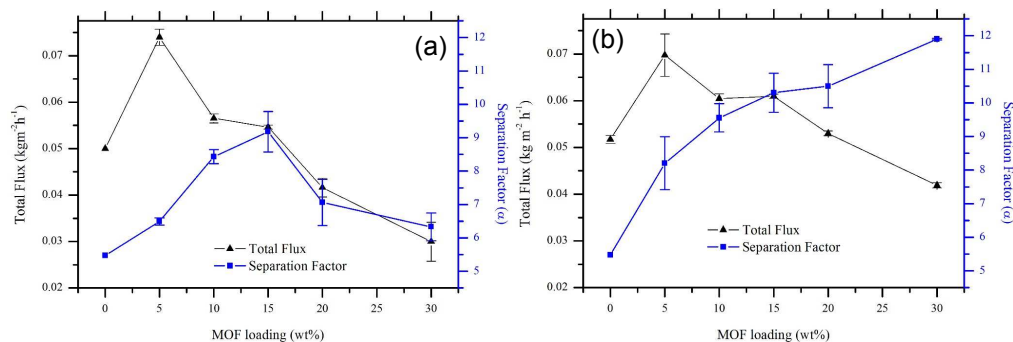 (a)
Total Flux (kgm⁻²h⁻¹)
0.07
0.06
0.05
0.04
0.03
0.02
12
11
10
9
8
7
6
5
Separation Factor (α)
Total Flux
Separation Factor
0 5 10 15 20 25 30
MOF loading (wt%)
(b)
Total Flux (kg m⁻² h⁻¹)
0.07
0.06
0.05
0.04
0.03
0.02
12
11
10
9
8
7
6
5
Separation Factor (α)
Total Flux
Separation Factor
0 5 10 15 20 25 30
MOF loading (wt%)